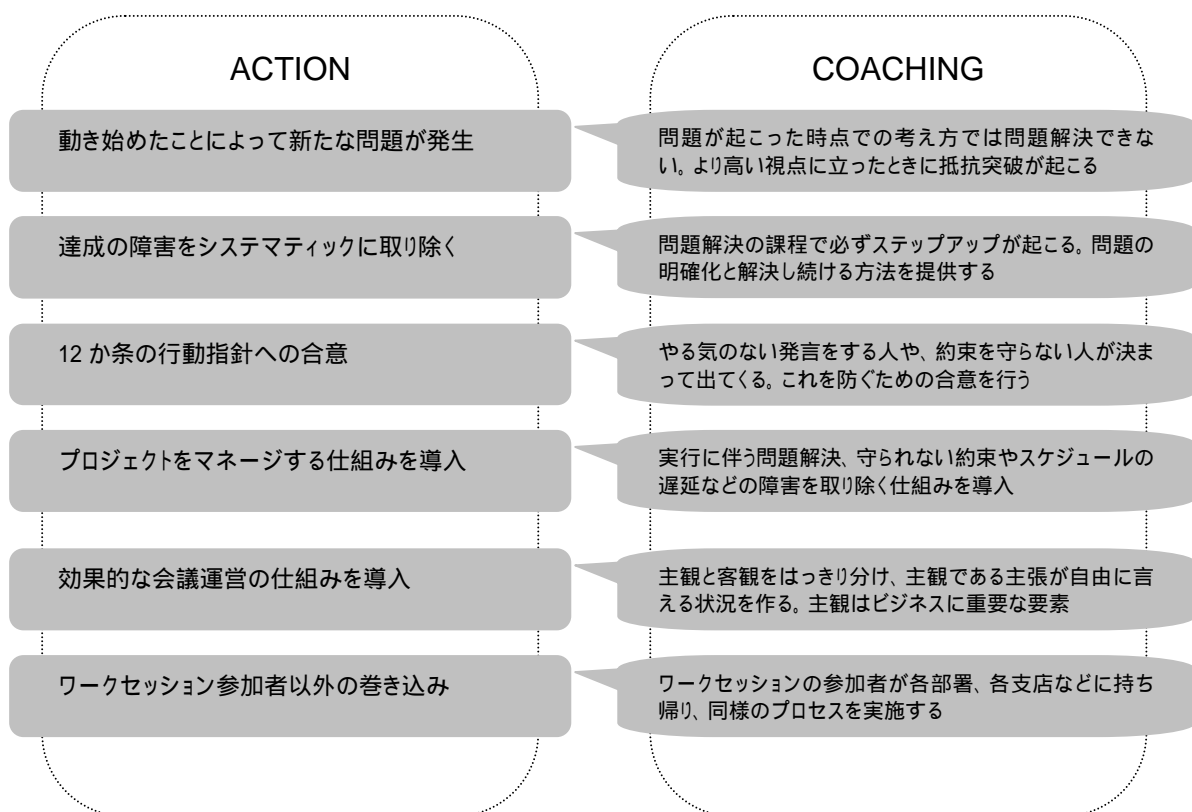 ACTION
COACHING
動き始めたことによって新たな問題が発生
問題が起こった時点での考え方では問題解決できな
い。より高い視点に立ったときに抵抗突破が起こる
達成の障害をシステマティックに取り除く
問題解決の課程で必ずステップアップが起こる。問題の
明確化と解決し続ける方法を提供する
12 か条の行動指針への合意
やる気のない発言をする人や、約束を守らない人が決ま
って出てくる。これを防ぐための合意を行う
プロジェクトをマネージする仕組みを導入
実行に伴う問題解決、守られない約束やスケジュールの
遅延などの障害を取り除く仕組みを導入
効果的な会議運営の仕組みを導入
主観と客観をはっきり分け、主観である主張が自由に言
える状況を作る。主観はビジネスに重要な要素
ワークセッション参加者以外の巻き込み
ワークセッションの参加者が各部署、各支店などに持ち
帰り、同様のプロセスを実施する